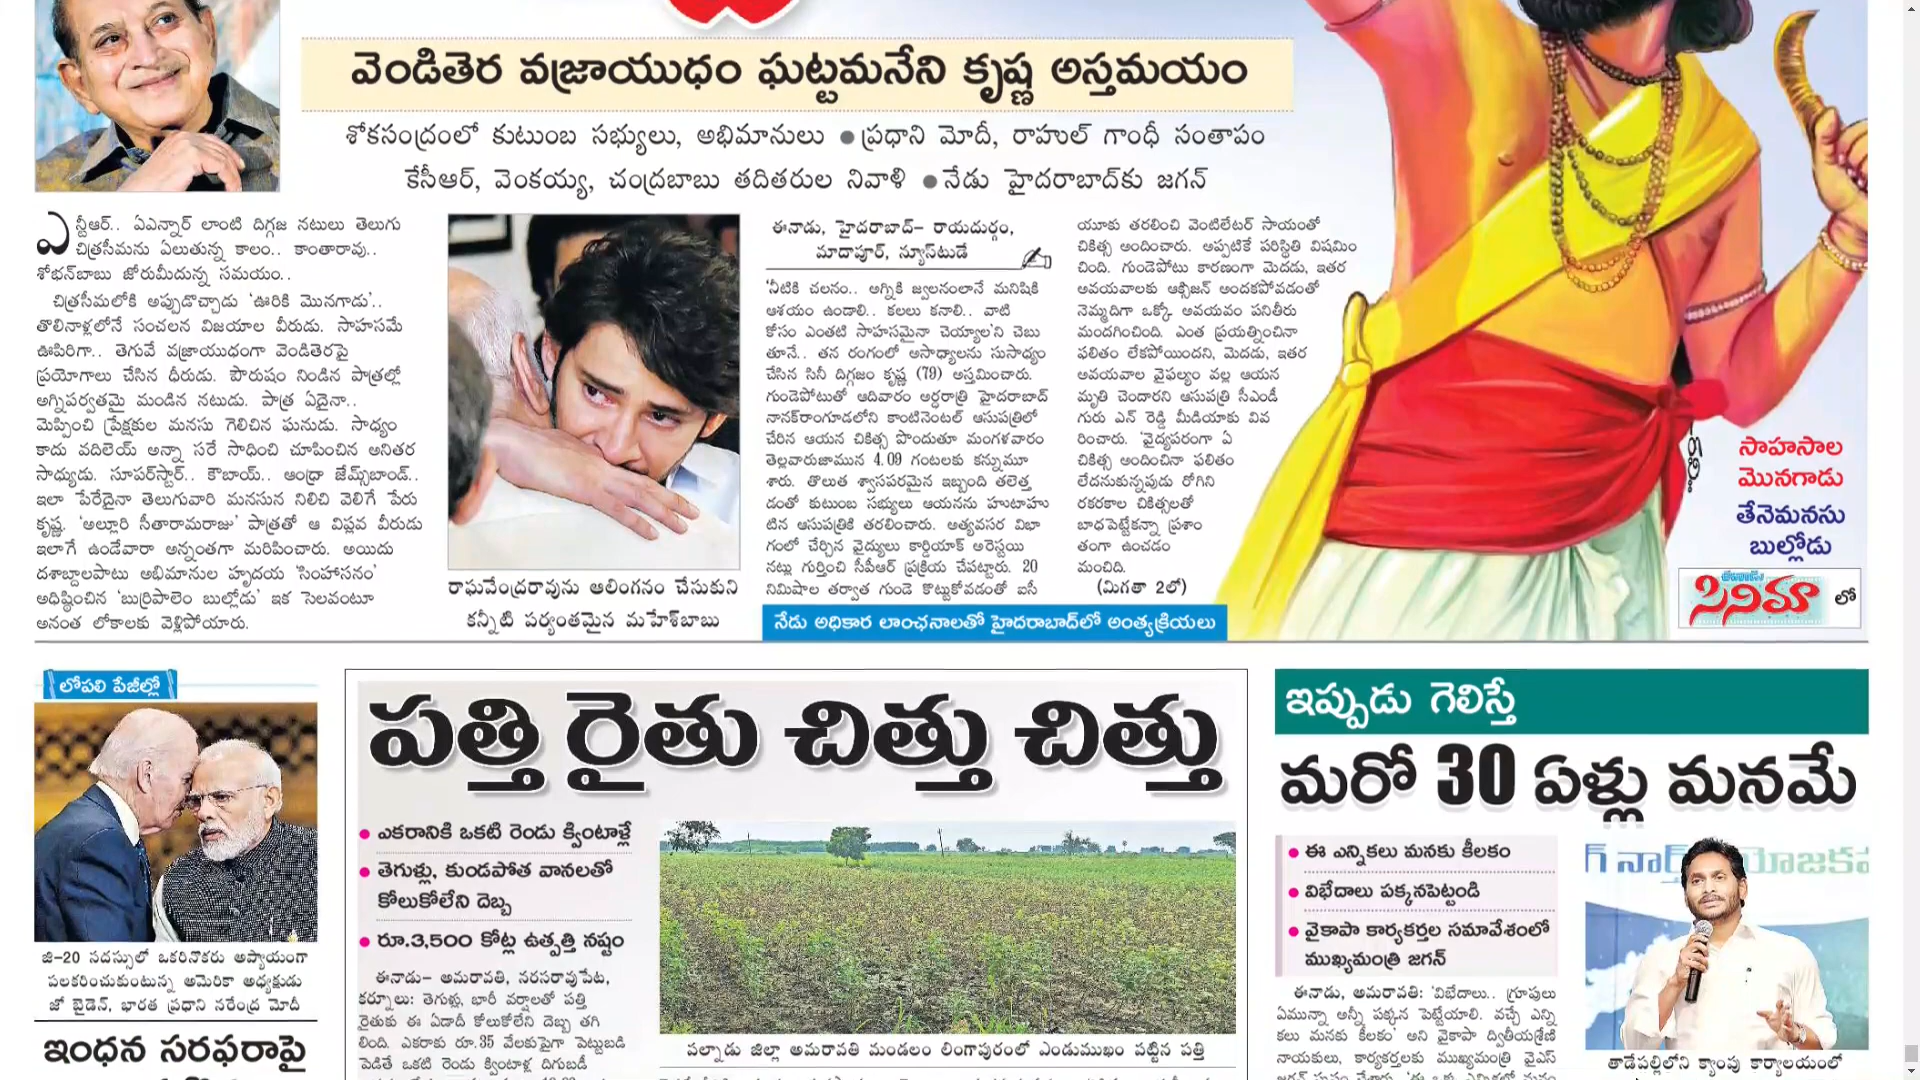 వెండితెర వజ్రాయుధం ఘట్టమనేని కృష్ణ అస్తమయం
శోకసంద్రంలో కుటుంబ సభ్యులు, అభిమానులు ●ప్రధాని మోదీ, రాహుల్ గాంధీ సంతాపం
కేసీఆర్, వెంకయ్య, చంద్రబాబు తదితరుల నివాళి ●నేడు హైదరాబాద్‌కు జగన్
ఎన్టీఆర్.. ఏఎన్నార్ లాంటి దిగ్గజ నటులు తెలుగు
చిత్రసీమను ఏలుతున్న కాలం.. కాంతారావు..
శోభన్‌బాబు జోరుమీదున్న సమయం..
చిత్రసీమలోకి అప్పుడొచ్చాడు ‘ఊరికి మొనగాడు’..
తొలినాళ్లలోనే సంచలన విజయాల వీరుడు. సాహసమే
ఊపిరిగా.. తెగువే వజ్రాయుధంగా వెండితెరపై
ప్రయోగాలు చేసిన ధీరుడు. పౌరుషం నిండిన పాత్రల్లో
అగ్నిపర్వతమై మండిన నటుడు. పాత్ర ఏదైనా..
మెప్పించి ప్రేక్షకుల మనసు గెలిచిన ఘనుడు. సాధ్యం
కాదు వదిలెయ్ అన్నా సరే సాధించి చూపించిన అనితర
సాధ్యుడు. సూపర్‌స్టార్.. కౌబాయ్.. ఆంధ్రా జేమ్స్‌బాండ్..
ఇలా పేరేదైనా తెలుగువారి మనసున నిలిచి వెలిగే పేరు
కృష్ణ. ‘అల్లూరి సీతారామరాజు’ పాత్రతో ఆ విప్లవ వీరుడు
ఇలాగే ఉండేవారా అన్నంతగా మరిపించారు. అయిదు
దశాబ్దాలపాటు అభిమానుల హృదయ ‘సింహాసనం’
అధిష్ఠించిన ‘బుర్రిపాలెం బుల్లోడు’ ఇక సెలవంటూ
అనంత లోకాలకు వెళ్లిపోయారు.
రాఘవేంద్రరావును ఆలింగనం చేసుకుని
కన్నీటి పర్యంతమైన మహేశ్‌బాబు
ఈనాడు, హైదరాబాద్- రాయదుర్గం,
మాదాపూర్, న్యూస్‌టుడే
‘నీటికి చలనం.. అగ్నికి జ్వలనంలానే మనిషికి
ఆశయం ఉండాలి.. కలలు కనాలి.. వాటి
కోసం ఎంతటి సాహసమైనా చెయ్యాల’ని చెబు
తూనే.. తన రంగంలో అసాధ్యాలను సుసాధ్యం
చేసిన సినీ దిగ్గజం కృష్ణ (79) అస్తమించారు.
గుండెపోటుతో ఆదివారం అర్ధరాత్రి హైదరాబాద్
నానక్‌రాంగూడలోని కాంటినెంటల్ ఆసుపత్రిలో
చేరిన ఆయన చికిత్స పొందుతూ మంగళవారం
తెల్లవారుజామున 4.09 గంటలకు కన్నుమూ
శారు. తొలుత శ్వాసపరమైన ఇబ్బంది తలెత్త
డంతో కుటుంబ సభ్యులు ఆయనను హుటాహు
టిన ఆసుపత్రికి తరలించారు. అత్యవసర విభా
గంలో చేర్చిన వైద్యులు కార్డియాక్ అరెస్టయి
నట్లు గుర్తించి సీపీఆర్ ప్రక్రియ చేపట్టారు. 20
నిమిషాల తర్వాత గుండె కొట్టుకోవడంతో ఐసీ
యూకు తరలించి వెంటిలేటర్ సాయంతో
చికిత్స అందించారు. అప్పటికే పరిస్థితి విషమిం
చింది. గుండెపోటు కారణంగా మెదడు, ఇతర
అవయవాలకు ఆక్సిజన్ అందకపోవడంతో
నెమ్మదిగా ఒక్కో అవయవం పనితీరు
మందగించింది. ఎంత ప్రయత్నించినా
ఫలితం లేకపోయిందని, మెదడు, ఇతర
అవయవాల వైఫల్యం వల్ల ఆయన
మృతి చెందారని ఆసుపత్రి సీఎండీ
గురు ఎన్ రెడ్డి మీడియాకు వివ
రించారు. ‘వైద్యపరంగా ఏ
చికిత్స అందించినా ఫలితం
లేదనుకున్నపుడు రోగిని
రకరకాల చికిత్సలతో
బాధపెట్టేకన్నా ప్రశాం
తంగా ఉంచడం
మంచిది.
(మిగతా 2లో)
నేడు అధికార లాంఛనాలతో హైదరాబాద్‌లో అంత్యక్రియలు
సాహసాల
మొనగాడు
తేనెమనసు
బుల్లోడు
ఈనాడు
సినిమా లో
లోపలి పేజీల్లో
జి-20 సదస్సులో ఒకరినొకరు అప్యాయంగా
పలకరించుకుంటున్న అమెరికా అధ్యక్షుడు
జో బైడెన్, భారత ప్రధాని నరేంద్ర మోదీ
ఇంధన సరఫరాపై
పత్తి రైతు చిత్తు చిత్తు
● ఎకరానికి ఒకటి రెండు క్వింటాళ్లే
● తెగుళ్లు, కుండపోత వానలతో
కోలుకోలేని దెబ్బ
● రూ.3,500 కోట్ల ఉత్పత్తి నష్టం
ఈనాడు- అమరావతి, నరసరావుపేట,
కర్నూలు: తెగుళ్లు, భారీ వర్షాలతో పత్తి
రైతుకు ఈ ఏడాదీ కోలుకోలేని దెబ్బ తగి
లింది. ఎకరాకు రూ.35 వేలకుపైగా పెట్టుబడి
పెడితే ఒకటి రెండు క్వింటాళ్ల దిగుబడీ
పల్నాడు జిల్లా అమరావతి మండలం లింగాపురంలో ఎండుముఖం పట్టిన పత్తి
ఇప్పుడు గెలిస్తే
మరో 30 ఏళ్లు మనమే
● ఈ ఎన్నికలు మనకు కీలకం
● విభేదాలు పక్కనపెట్టండి
● వైకాపా కార్యకర్తల సమావేశంలో
ముఖ్యమంత్రి జగన్
ఈనాడు, అమరావతి: ‘విభేదాలు.. గ్రూపులు
ఏమున్నా అన్నీ పక్కన పెట్టేయాలి. వచ్చే ఎన్ని
కలు మనకు కీలకం’ అని వైకాపా ద్వితీయశ్రేణి
నాయకులు, కార్యకర్తలకు ముఖ్యమంత్రి వైఎస్
తాడేపల్లిలోని క్యాంపు కార్యాలయంలో